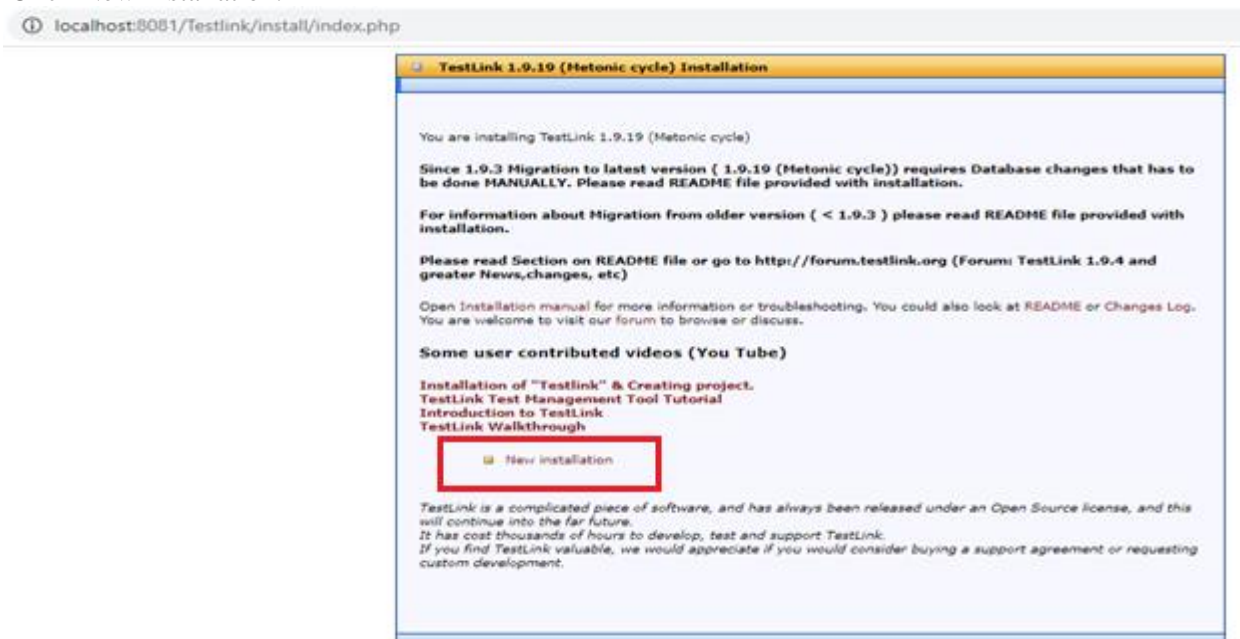 localhost:8081/Testlink/install/index.php
TestLink 1.9.19 (Metonic cycle) Installation
You are installing TestLink 1.9.19 (Metonic cycle)
Since 1.9.3 Migration to latest version ( 1.9.19 (Metonic cycle)) requires Database changes that has to
be done MANUALLY. Please read README file provided with installation.
For information about Migration from older version ( < 1.9.3 ) please read README file provided with
installation.
Please read Section on README file or go to http://forum.testlink.org (Forum: TestLink 1.9.4 and
greater News,changes, etc)
Open Installation manual for more information or troubleshooting. You could also look at README or Changes Log.
You are welcome to visit our forum to browse or discuss.
Some user contributed videos (You Tube)
Installation of "Testlink" & Creating project.
TestLink Test Management Tool Tutorial
Introduction to TestLink
TestLink Walkthrough
New installation
TestLink is a complicated piece of software, and has always been released under an Open Source license, and this
will continue into the far future.
It has cost thousands of hours to develop, test and support TestLink.
If you find TestLink valuable, we would appreciate if you would consider buying a support agreement or requesting
custom development.